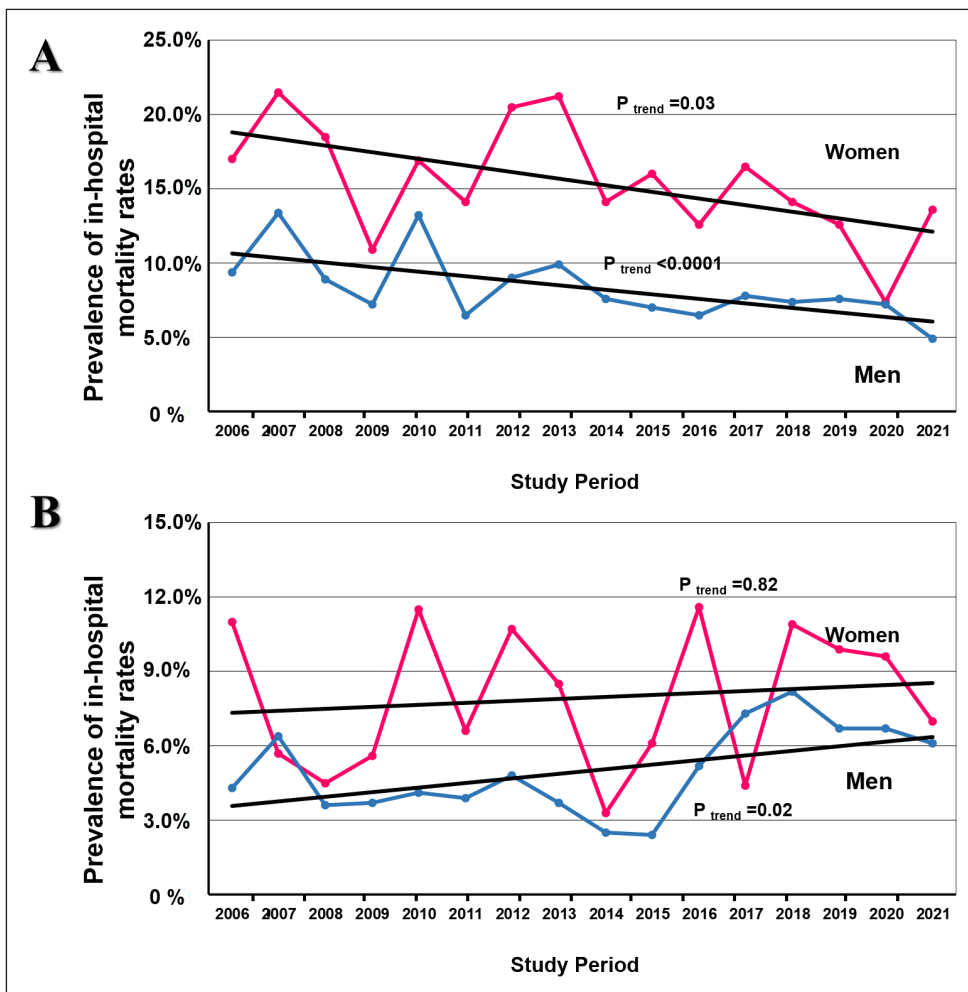 A
Prevalence of in-hospital
mortality rates
25.0%
20.0%
15.0%
10.0%
5.0%
0 %
P trend =0.03
Women
P trend <0.0001
Men
2006 2007 2008 2009 2010 2011 2012 2013 2014 2015 2016 2017 2018 2019 2020 2021
Study Period
B
Prevalence of in-hospital
mortality rates
15.0%
12.0%
9.0%
6.0%
3.0%
0 %
P trend =0.82
Women
Men
P trend =0.02
2006 2007 2008 2009 2010 2011 2012 2013 2014 2015 2016 2017 2018 2019 2020 2021
Study Period